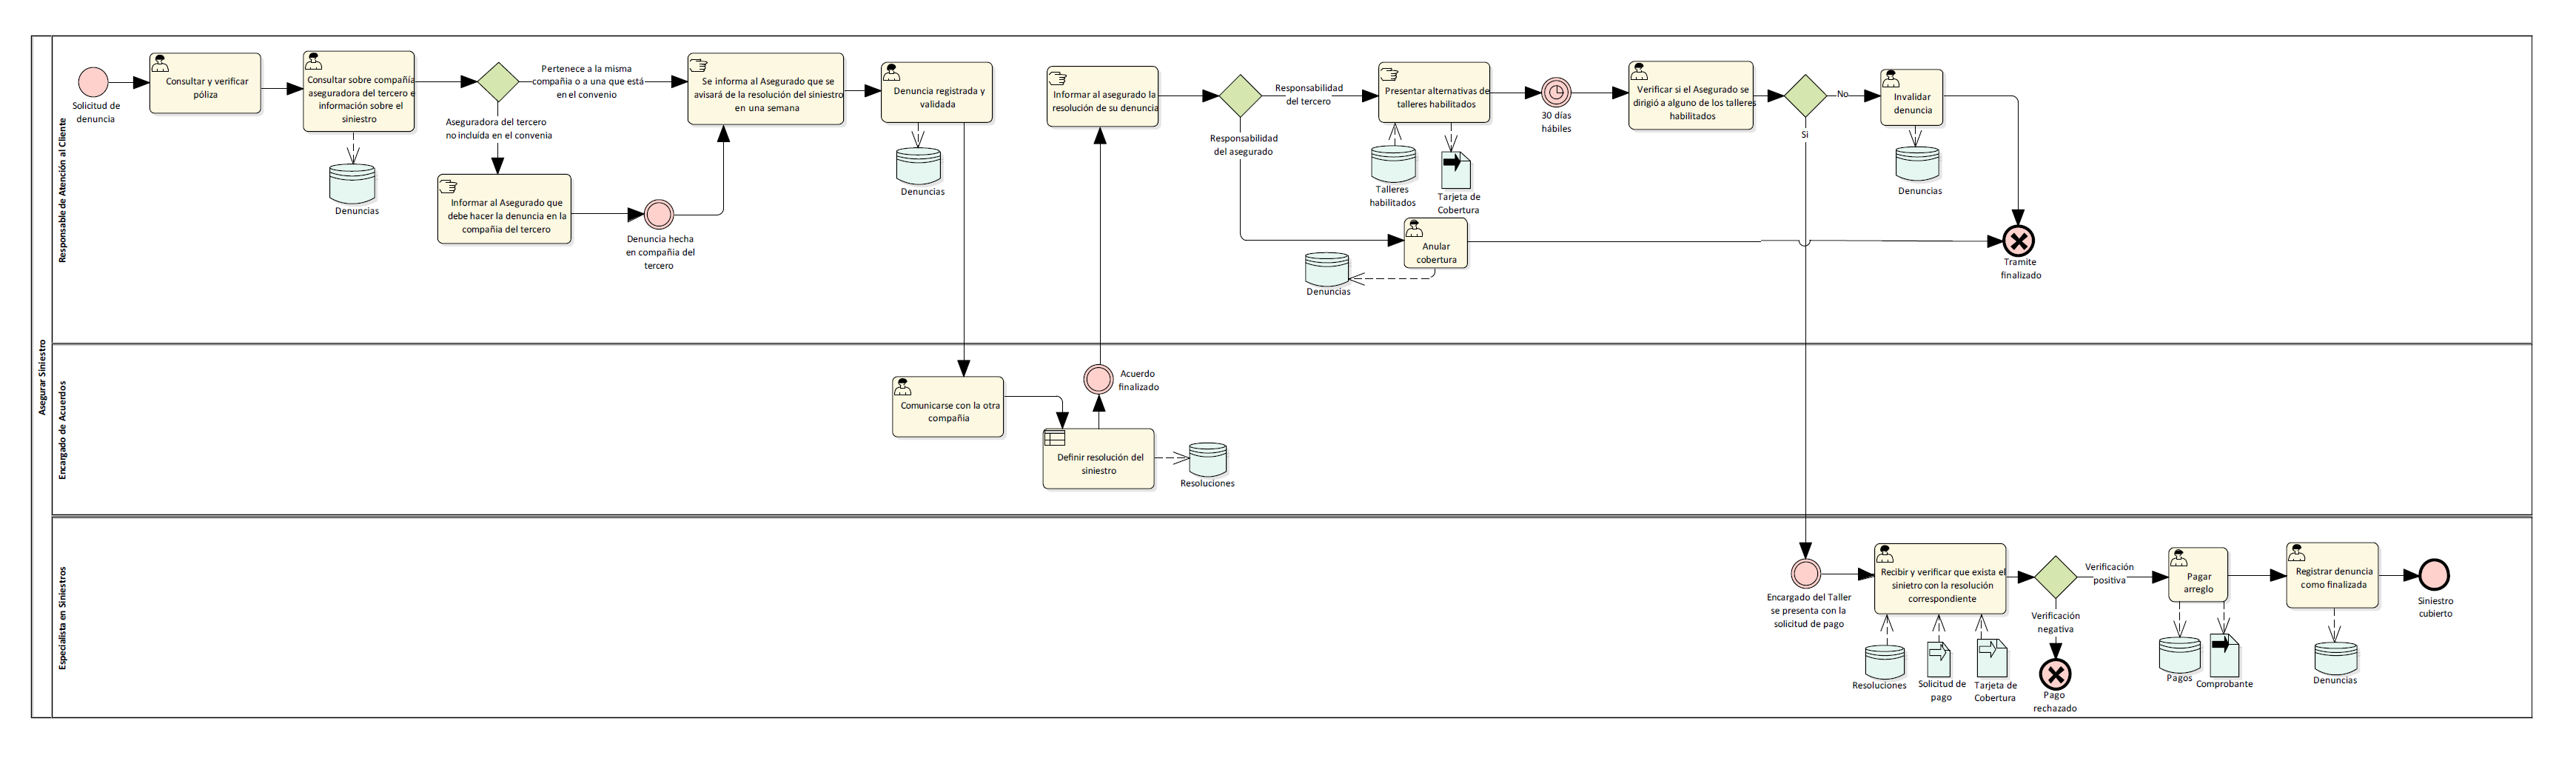 Asegurar Siniestro
Responsable de Atención al Cliente
Solicitud de
denuncia
Consultar y verificar
póliza
Consultar sobre compañía
aseguradora del tercero e
información sobre el
siniestro
Denuncias
Pertenece a la misma
compañia o a una que está
en el convenio
Aseguradora del tercero
no incluída en el convenia
Informar al Asegurado que
debe hacer la denuncia en la
compañia del tercero
Denuncia hecha
en compañia del
tercero
Se informa al Asegurado que se
avisará de la resolución del siniestro
en una semana
Denuncia registrada y
validada
Denuncias
Informar al asegurado la
resolución de su denuncia
Responsabilidad
del tercero
Responsabilidad
del asegurado
Presentar alternativas de
talleres habilitados
Talleres
habilitados
Tarjeta de
Cobertura
Anular
cobertura
Denuncias
30 días
hábiles
Verificar si el Asegurado se
dirigió a alguno de los talleres
habilitados
No
Si
Invalidar
denuncia
Denuncias
Tramite
finalizado
Encargado de Acuerdos
Comunicarse con la otra
compañia
Definir resolución del
siniestro
Acuerdo
finalizado
Resoluciones
Especialista en Siniestros
Encargado del Taller
se presenta con la
solicitud de pago
Recibir y verificar que exista el
sinietro con la resolución
correspondiente
Resoluciones
Solicitud de
pago
Tarjeta de
Cobertura
Verificación
positiva
Verificación
negativa
Pago
rechazado
Pagar
arreglo
Pagos
Comprobante
Registrar denuncia
como finalizada
Denuncias
Siniestro
cubierto